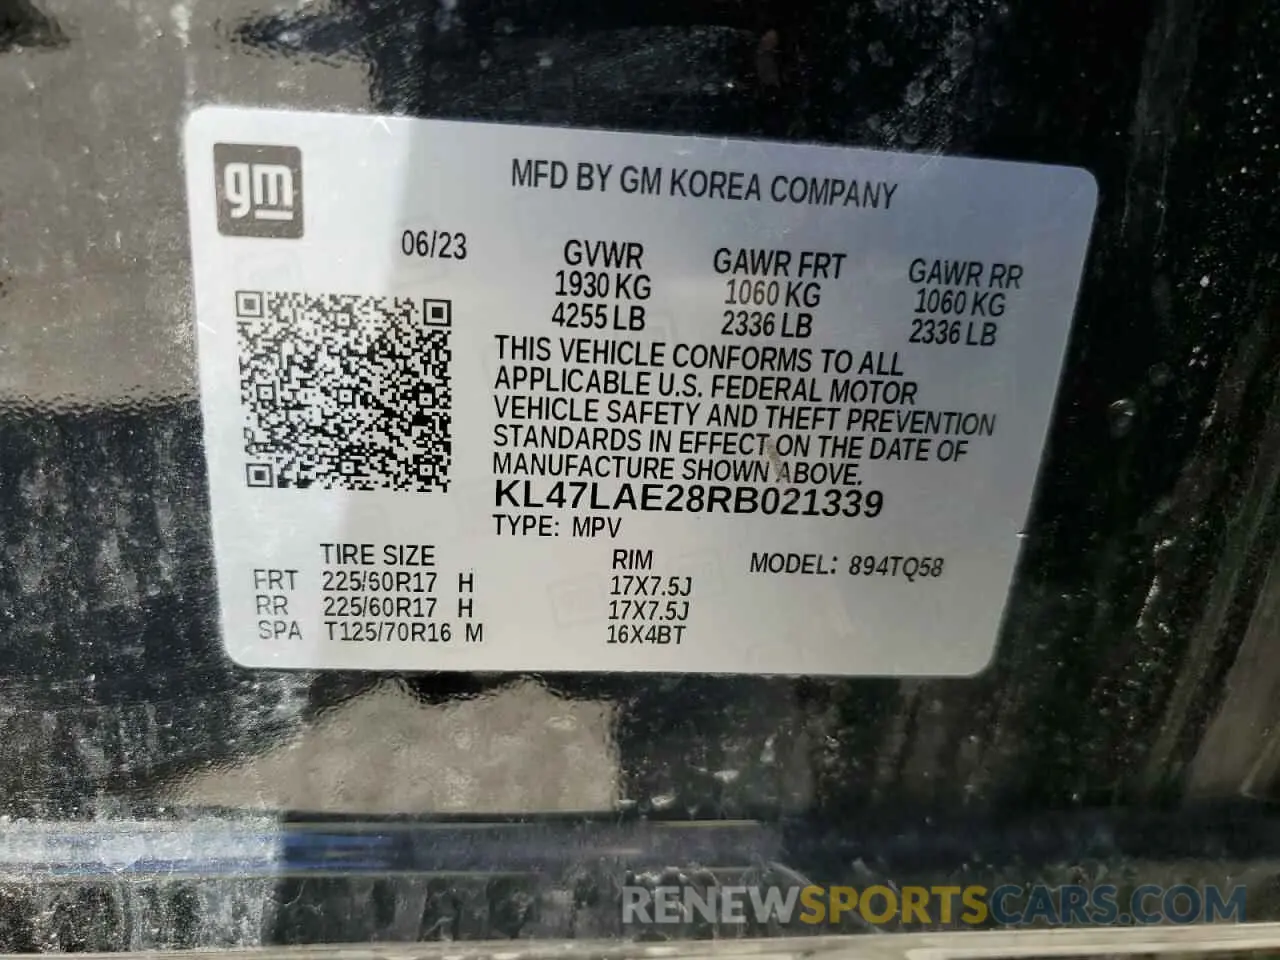 gm
MFD BY GM KOREA COMPANY
06/23
GVWR GAWR FRT GAWR RR
1930 KG 1060 KG 1060 KG
4255 LB 2336 LB 2336 LB
THIS VEHICLE CONFORMS TO ALL
APPLICABLE U.S. FEDERAL MOTOR
VEHICLE SAFETY AND THEFT PREVENTION
STANDARDS IN EFFECT ON THE DATE OF
MANUFACTURE SHOWN ABOVE.
KL47LAE28RB021339
TYPE: MPV
TIRE SIZE RIM MODEL: 894TQ58
FRT 225/60R17 H 17X7.5J
RR 225/60R17 H 17X7.5J
SPA T125/70R16 M 16X4BT
RENEWSPORTSCARS.COM